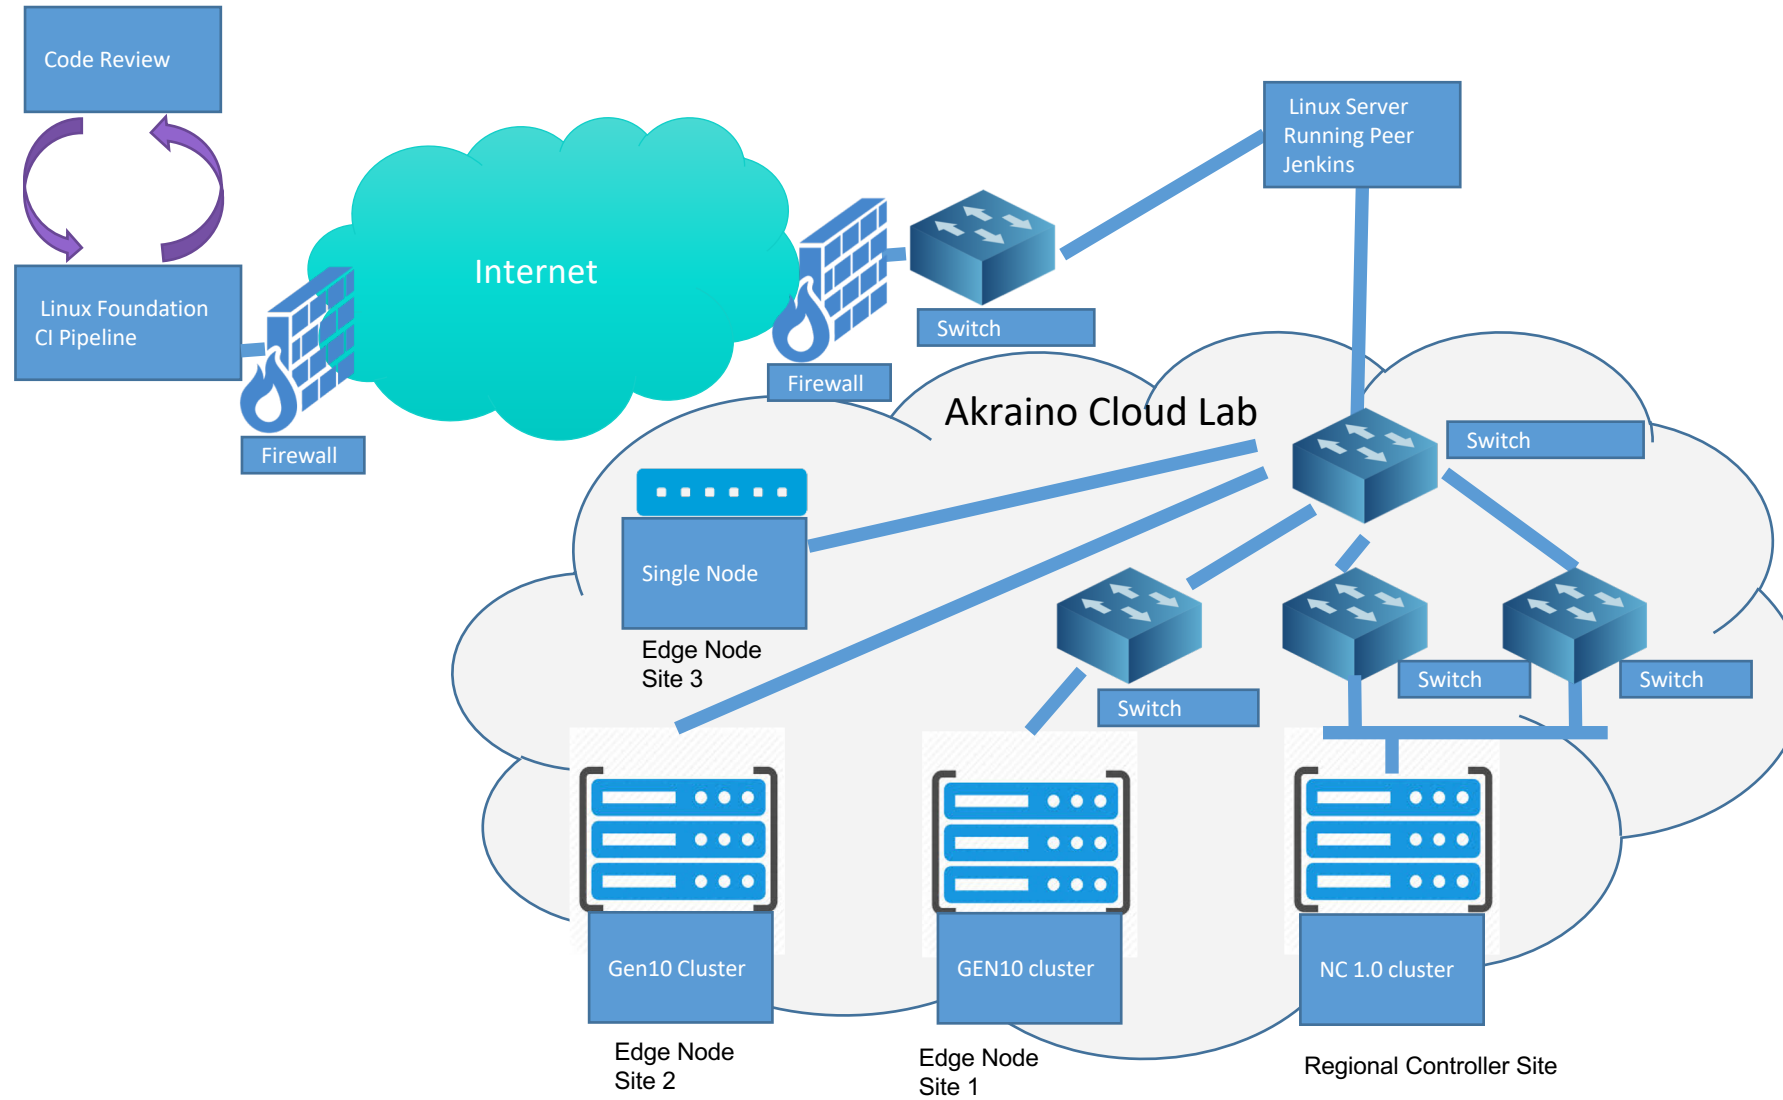 Code Review
Linux Foundation
CI Pipeline
Firewall
Internet
Firewall
Switch
Linux Server
Running Peer
Jenkins
Akraino Cloud Lab
Switch
Single Node
Edge Node
Site 3
Switch
Switch
Switch
Gen10 Cluster
Edge Node
Site 2
GEN10 cluster
Edge Node
Site 1
NC 1.0 cluster
Regional Controller Site